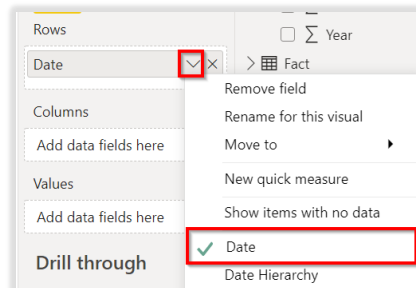 Rows
Year
Date
Fact
Remove field
Rename for this visual
Columns
Add data fields here
Move to
New quick measure
Values
Add data fields here
Show items with no data
Date
Drill through
Date Hierarchy